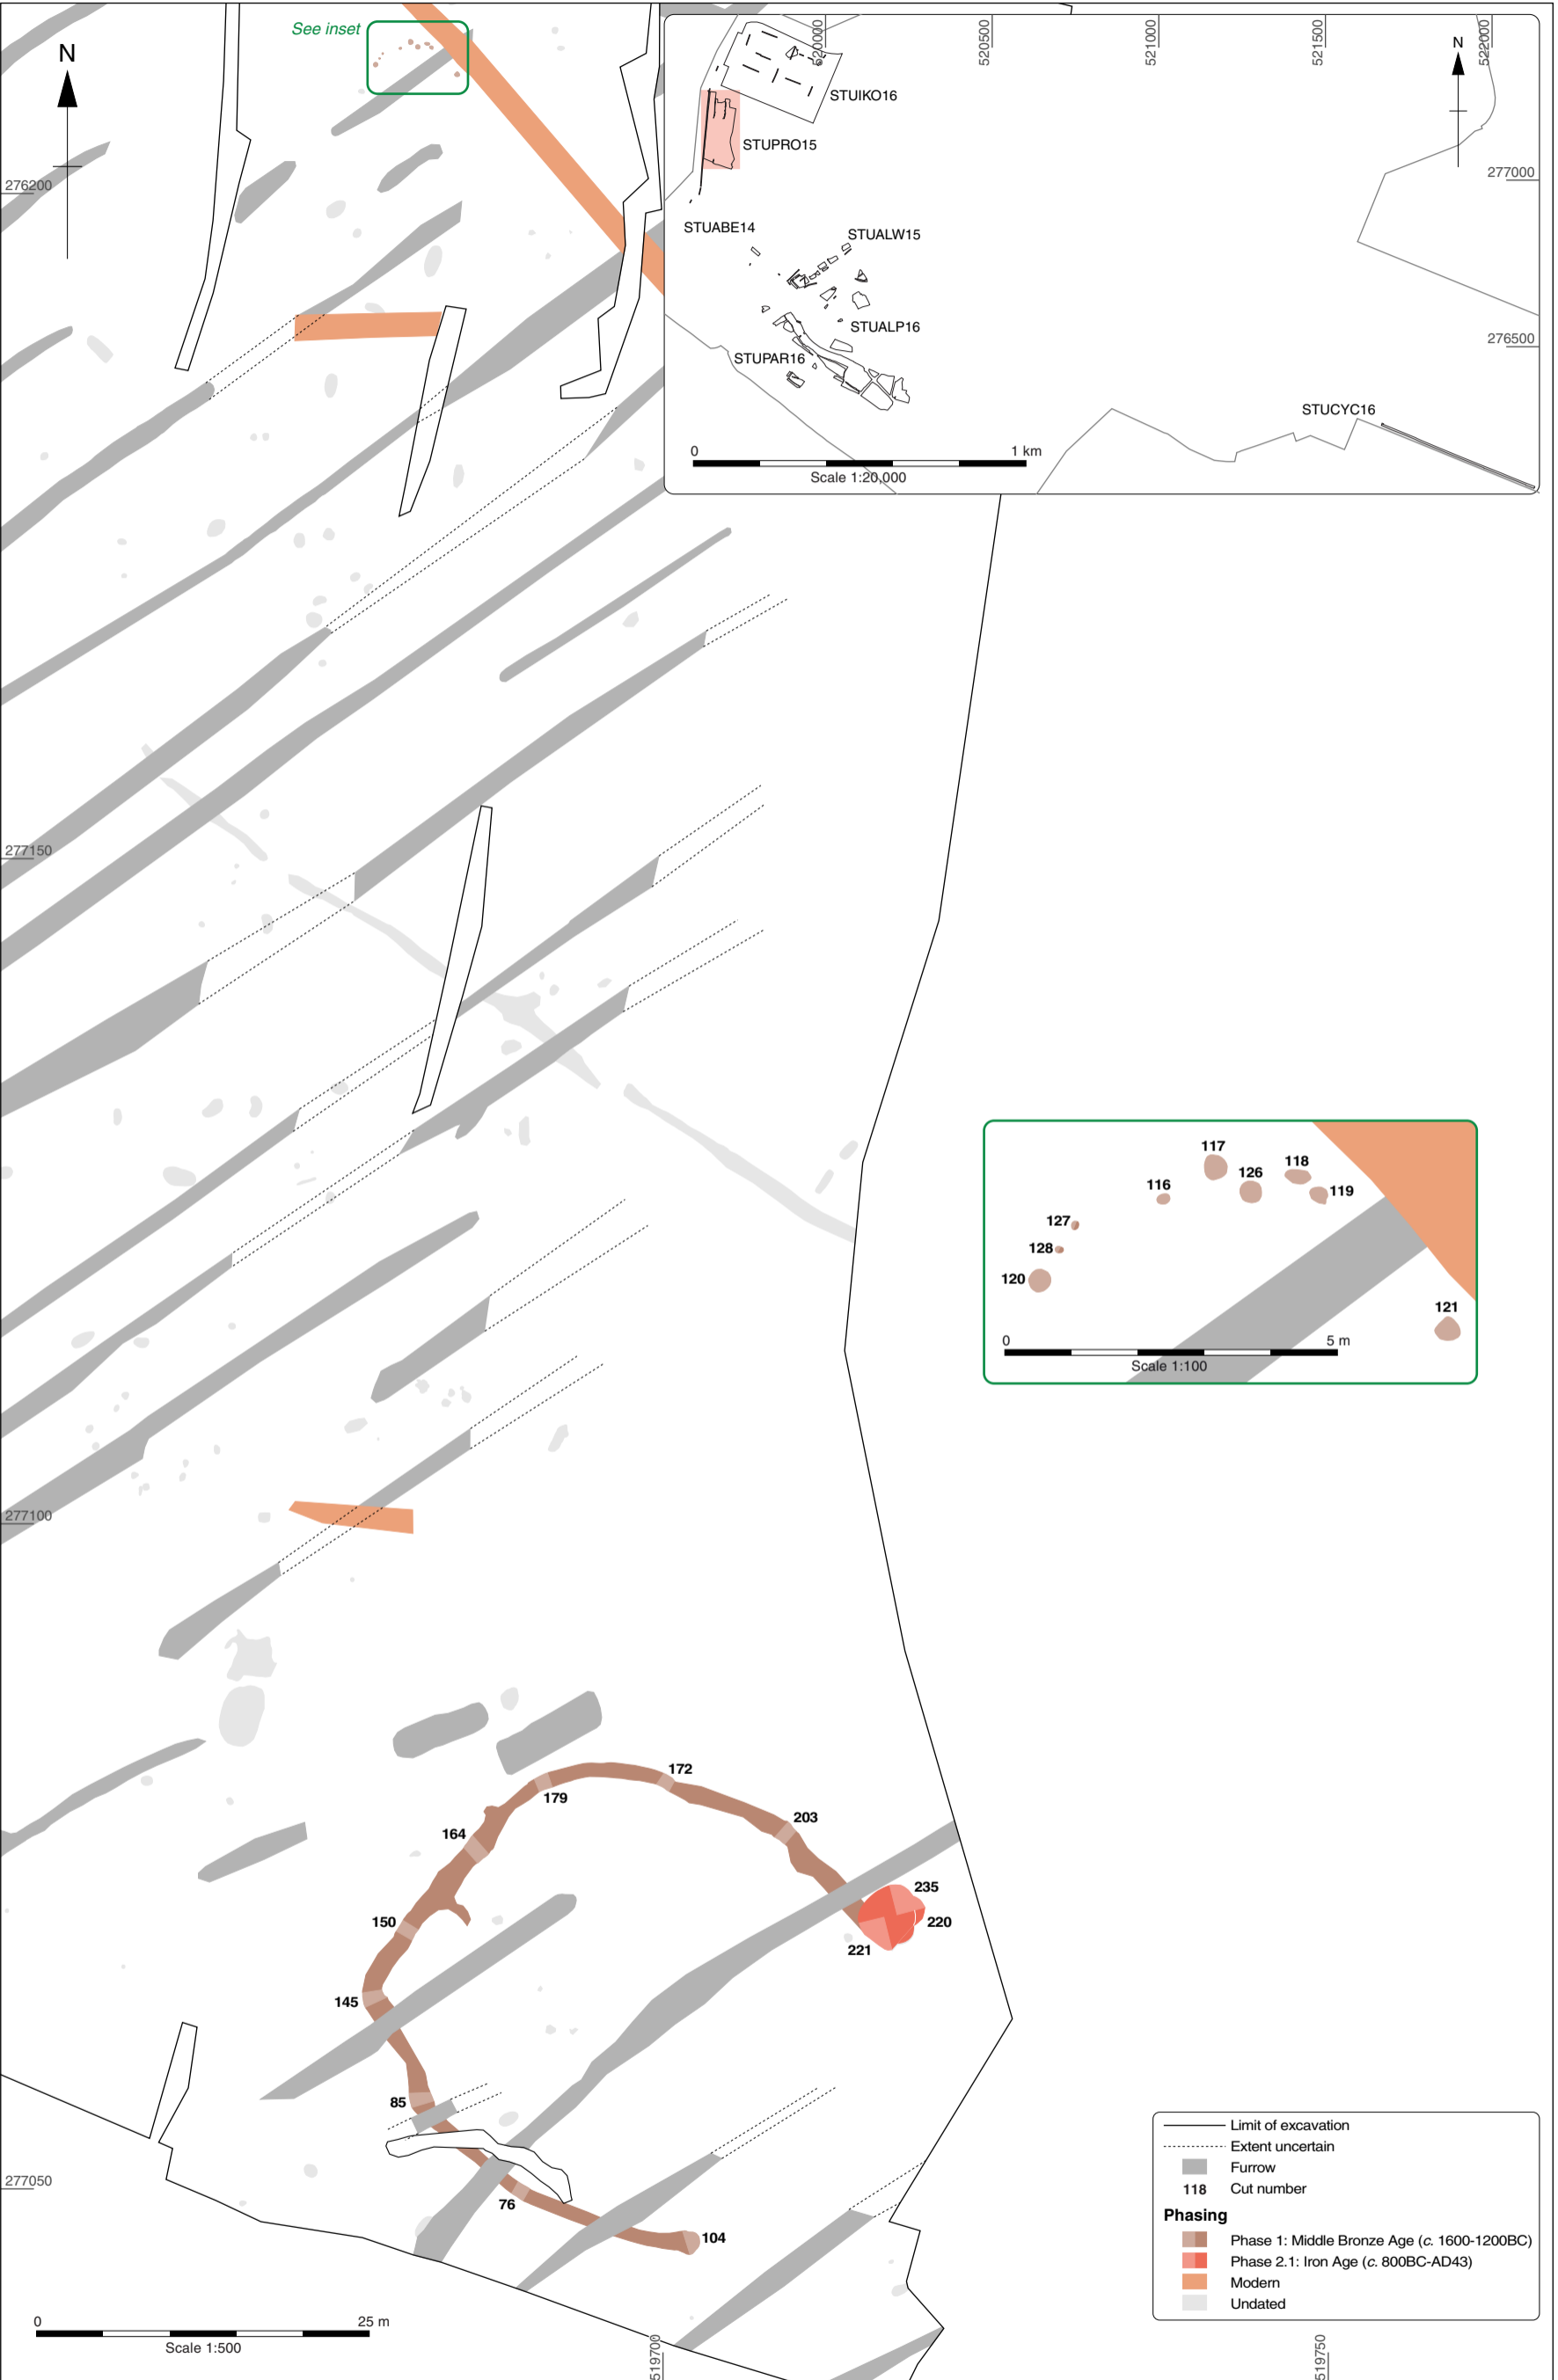 See inset
N
276200
277150
277100
277050
520000
520500
521000
521500
522000
N
277000
276500
STUIKO16
STUPRO15
STUABE14
STUALW15
STUALP16
STUPAR16
STUCYC16
0 1 km
Scale 1:20,000
117
118
126
116
119
127
128
120
121
0 5 m
Scale 1:100
172
179
203
164
235
150
220
221
145
85
76
104
Limit of excavation
Extent uncertain
Furrow
118 Cut number
Phasing
Phase 1: Middle Bronze Age (c. 1600-1200BC)
Phase 2.1: Iron Age (c. 800BC-AD43)
Modern
Undated
0 25 m
Scale 1:500
519700
519750